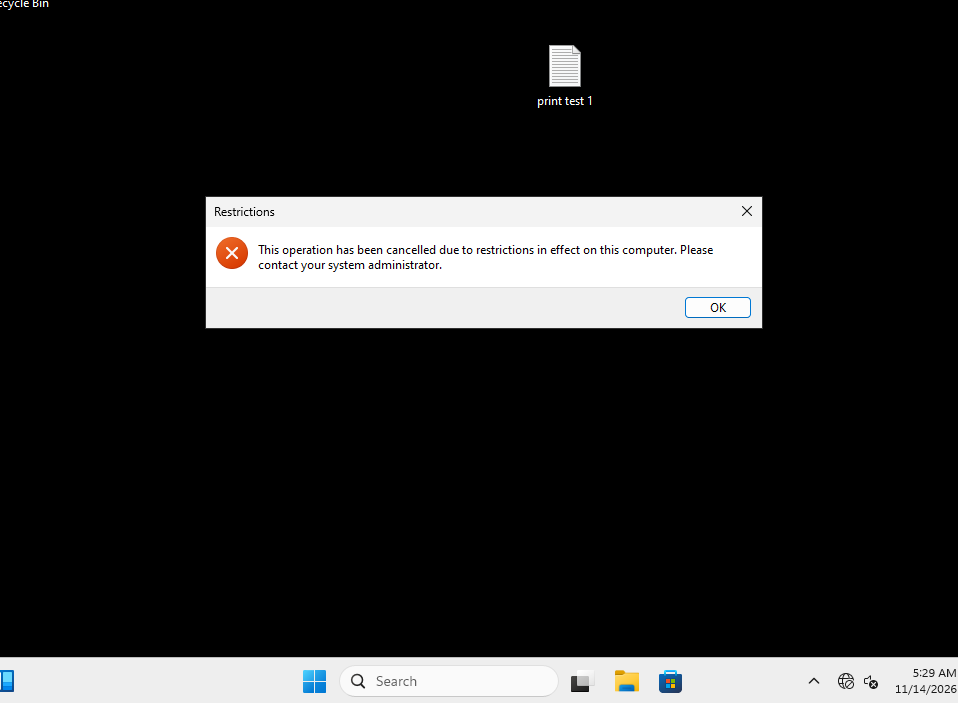 ecycle Bin
print test 1
Restrictions
This operation has been cancelled due to restrictions in effect on this computer. Please
contact your system administrator.
OK
Search
5:29 AM
11/14/2026